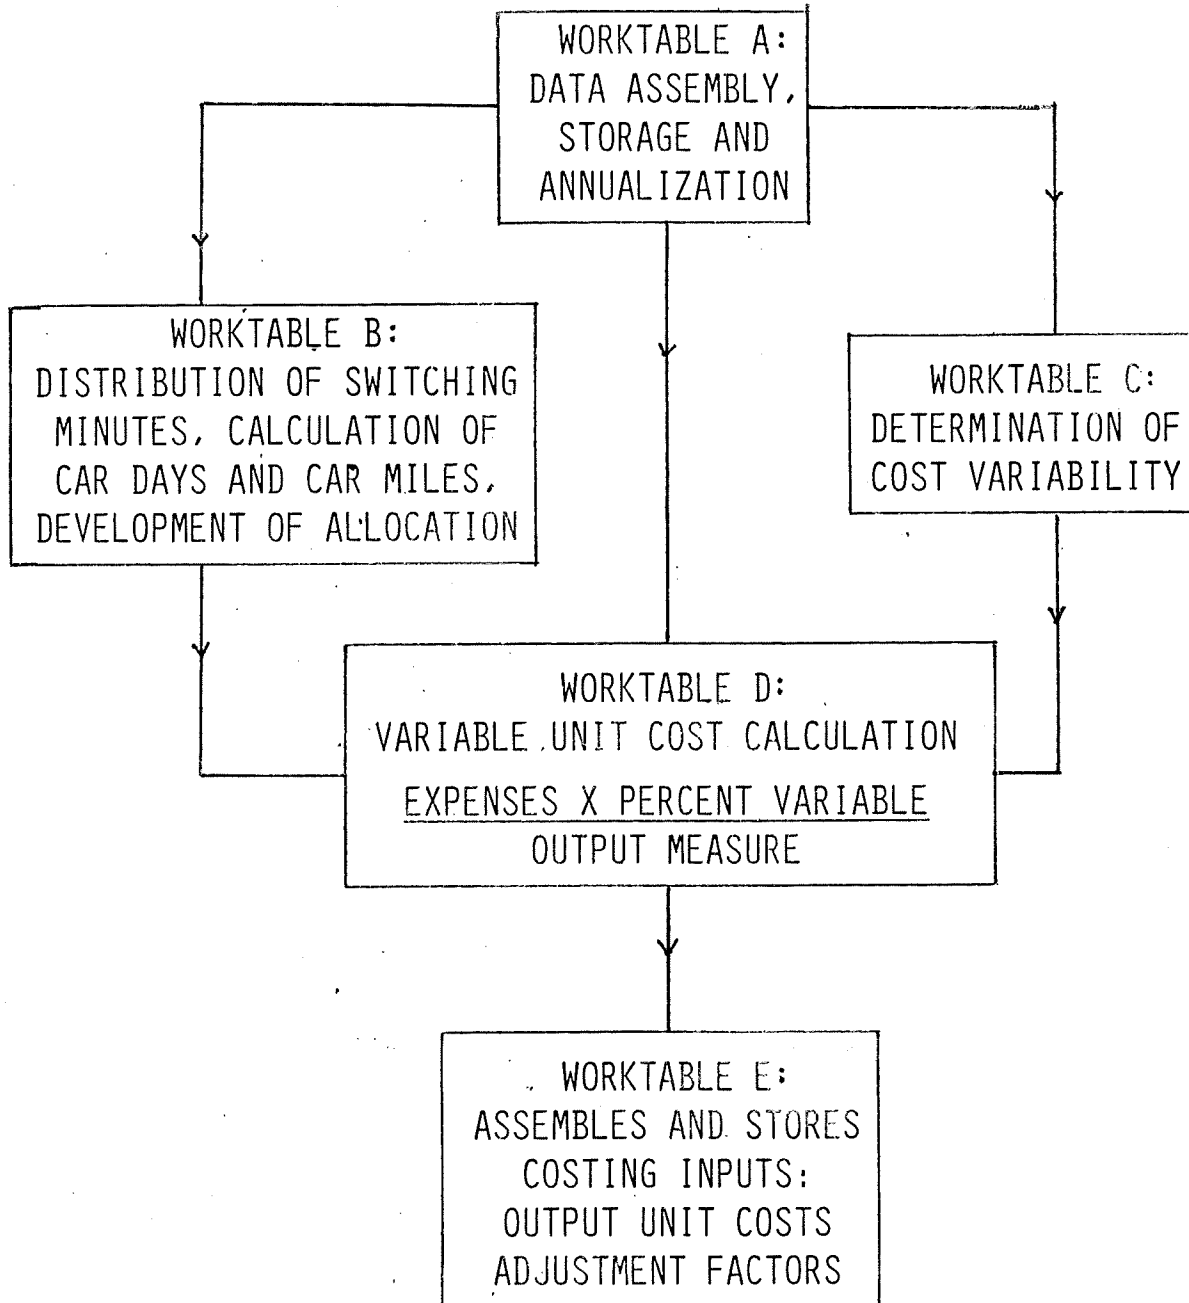 WORKTABLE A:
DATA ASSEMBLY,
STORAGE AND
ANNUALIZATION
WORKTABLE B:
DISTRIBUTION OF SWITCHING
MINUTES, CALCULATION OF
CAR DAYS AND CAR MILES,
DEVELOPMENT OF ALLOCATION
WORKTABLE C:
DETERMINATION OF
COST VARIABILITY
WORKTABLE D:
VARIABLE UNIT COST CALCULATION
EXPENSES X PERCENT VARIABLE
OUTPUT MEASURE
WORKTABLE E:
ASSEMBLES AND STORES
COSTING INPUTS:
OUTPUT UNIT COSTS
ADJUSTMENT FACTORS